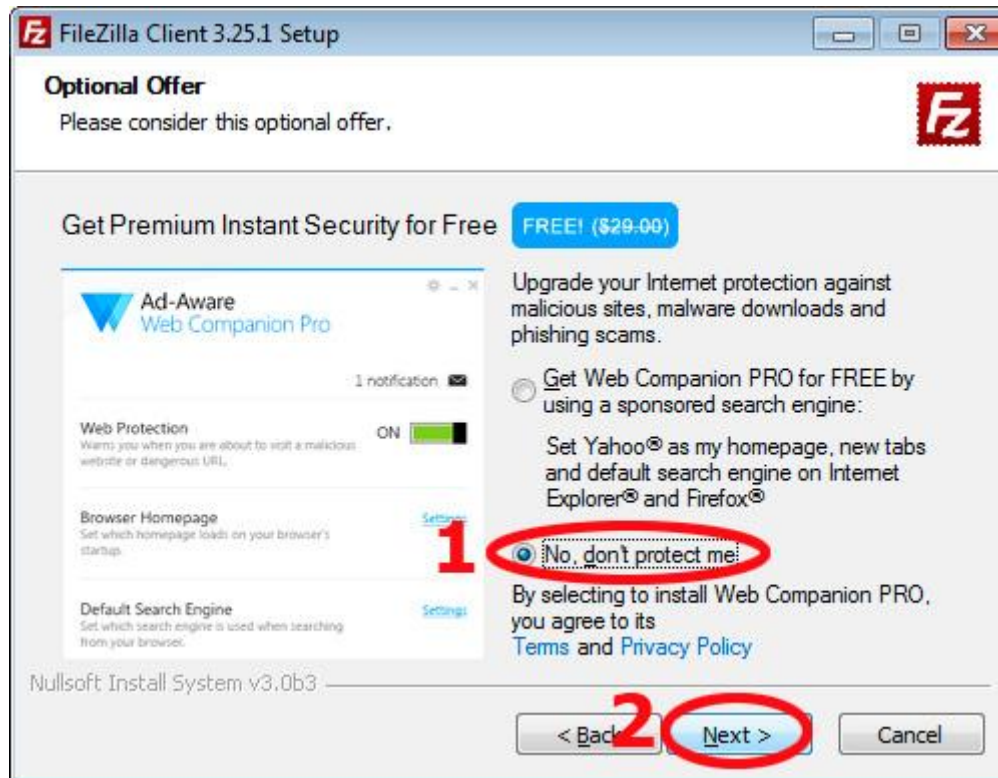 Fz FileZilla Client 3.25.1 Setup
Optional Offer
Please consider this optional offer.
Fz
Get Premium Instant Security for Free FREE! ($29.00)
Ad-Aware
Web Companion Pro
1 notification
Web Protection
Warns you when you are about to visit a malicious
website or dangerous URL.
ON
Browser Homepage
Settings
Set which homepage loads on your browser's
startup.
Default Search Engine
Settings
Set which search engine is used when searching
from your browser.
Upgrade your Internet protection against
malicious sites, malware downloads and
phishing scams.
Get Web Companion PRO for FREE by
using a sponsored search engine:
Set Yahoo® as my homepage, new tabs
and default search engine on Internet
Explorer® and Firefox®
1
No, don't protect me
By selecting to install Web Companion PRO,
you agree to its
Terms and Privacy Policy
Nullsoft Install System v3.0b3
< Back 2 Next > Cancel